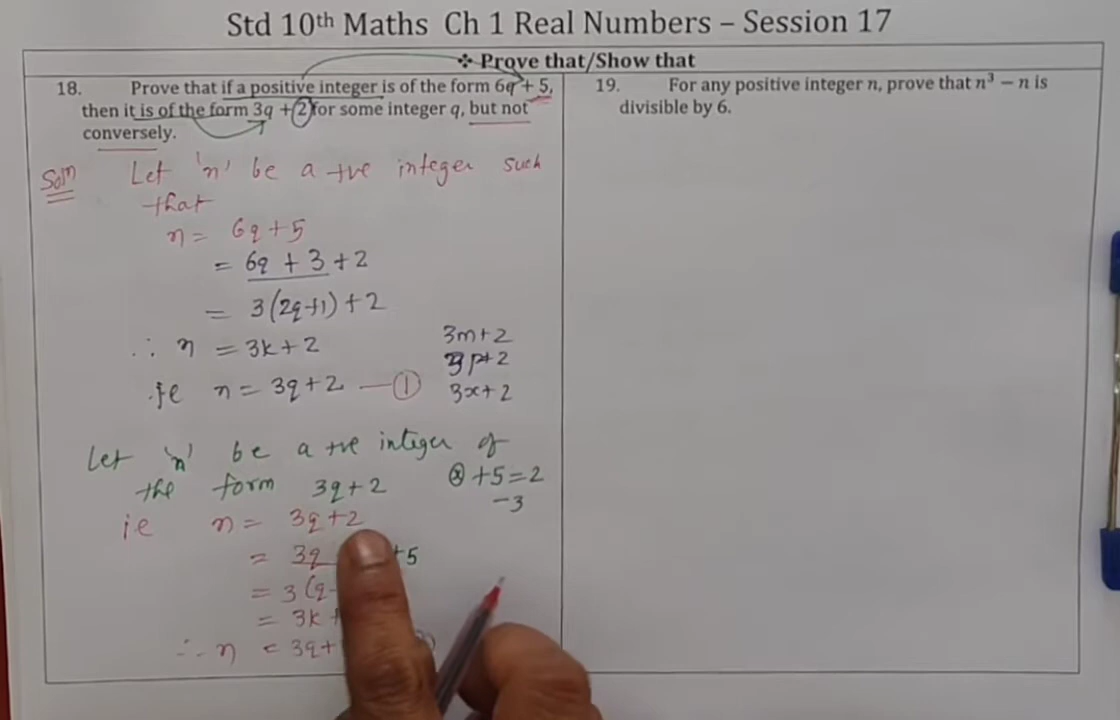 Std 10th Maths Ch 1 Real Numbers – Session 17
❖ Prove that/Show that
18. Prove that if a positive integer is of the form 6q + 5,
then it is of the form 3q + 2 for some integer q, but not
conversely.
Soln Let 'n' be a +ve integer such
that
n = 6q + 5
= 6q + 3 + 2
= 3(2q+1) + 2
∴ n = 3k + 2
ie n = 3q + 2 — ①
3m + 2
3p + 2
3x + 2
Let 'n' be a +ve integer of
the form 3q + 2
ⓧ + 5 = 2
-3
ie n = 3q + 2
= 3q +5
= 3(q-
= 3k +
∴ n = 3q +
19. For any positive integer n, prove that n³ − n is
divisible by 6.